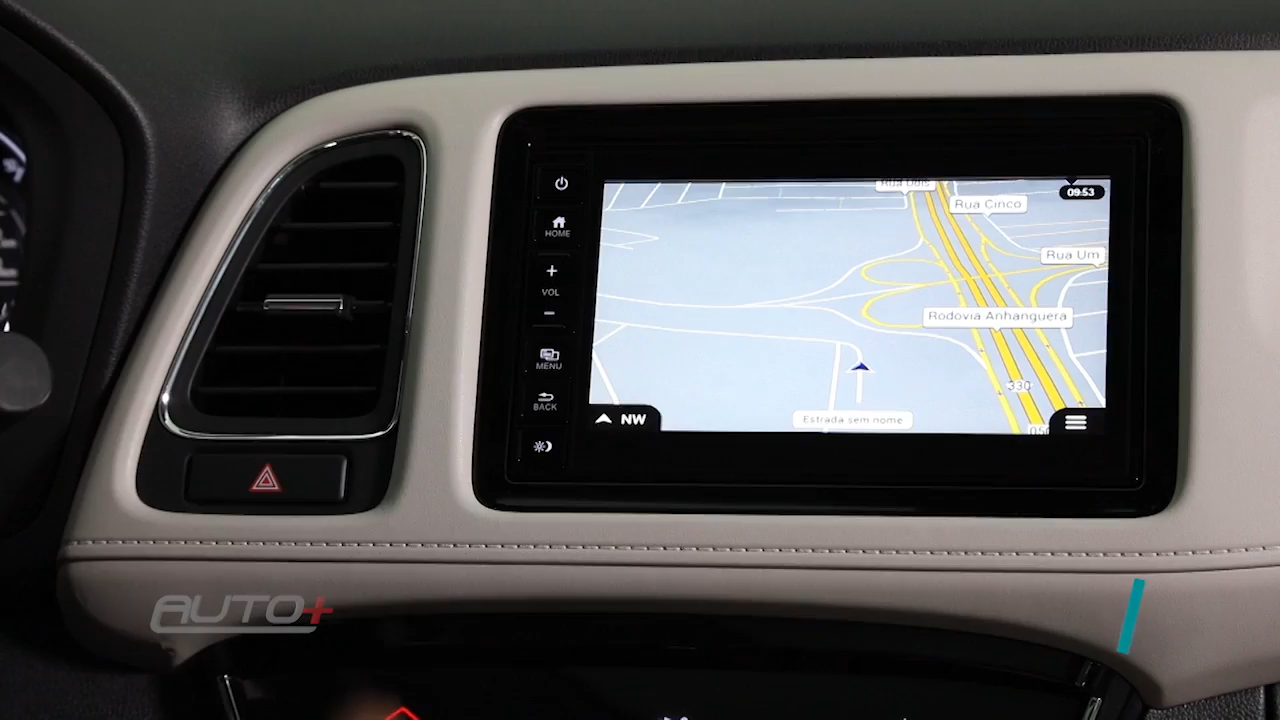 HOME
+
VOL
-
MENU
BACK
09:53
Rua Cinco
Rua Um
Rodovia Anhanguera
330
NW
Estrada sem nome
AUTO+